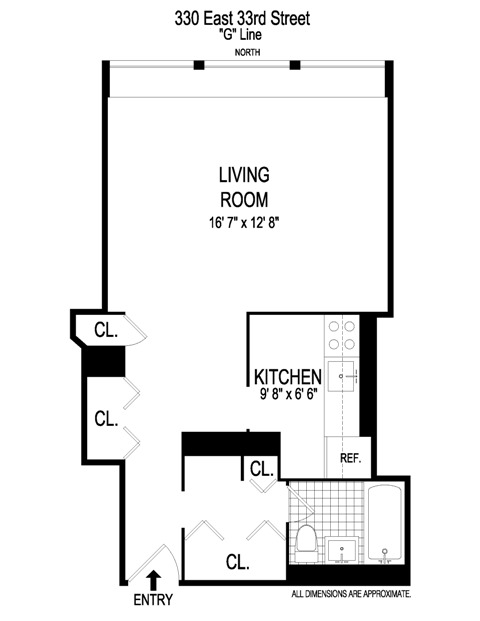 330 East 33rd Street
"G" Line
NORTH
LIVING
ROOM
16' 7" x 12' 8"
CL.
KITCHEN
9' 8" x 6' 6"
CL.
REF.
CL.
CL.
ENTRY
ALL DIMENSIONS ARE APPROXIMATE.